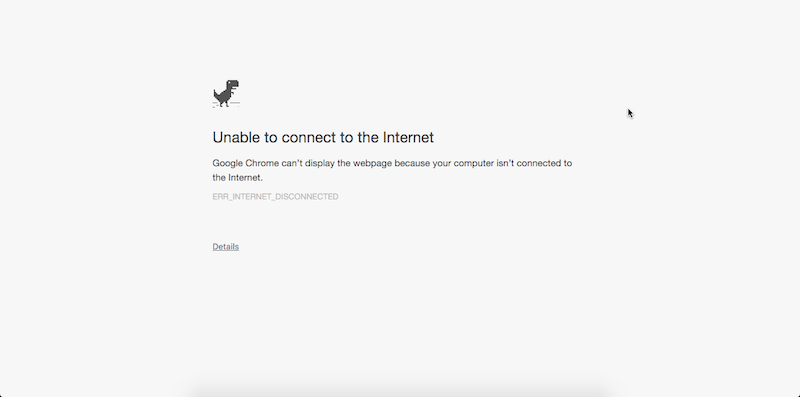 Unable to connect to the Internet
Google Chrome can't display the webpage because your computer isn't connected to
the Internet.
ERR_INTERNET_DISCONNECTED
Details